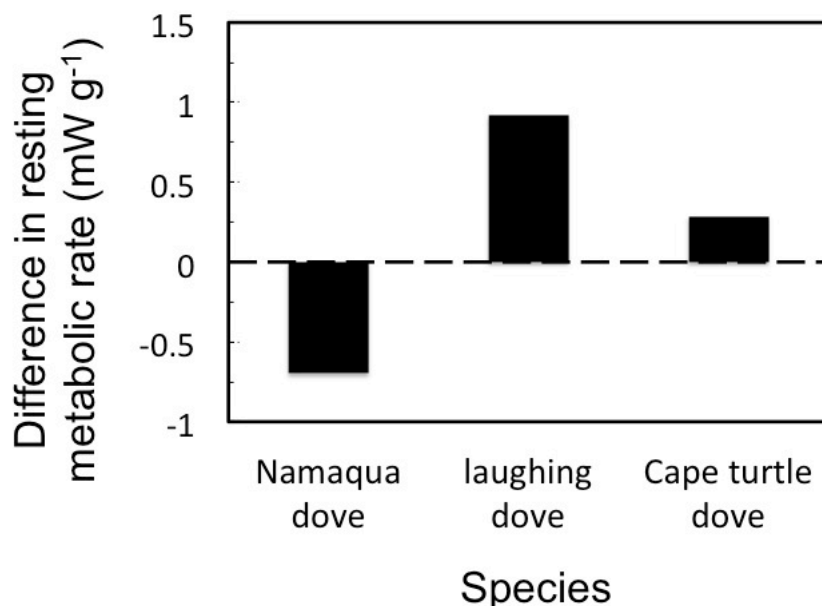 Difference in resting
metabolic rate (mW g⁻¹)
1.5
1
0.5
0
-0.5
-1
Namaqua
dove
laughing
dove
Cape turtle
dove
Species